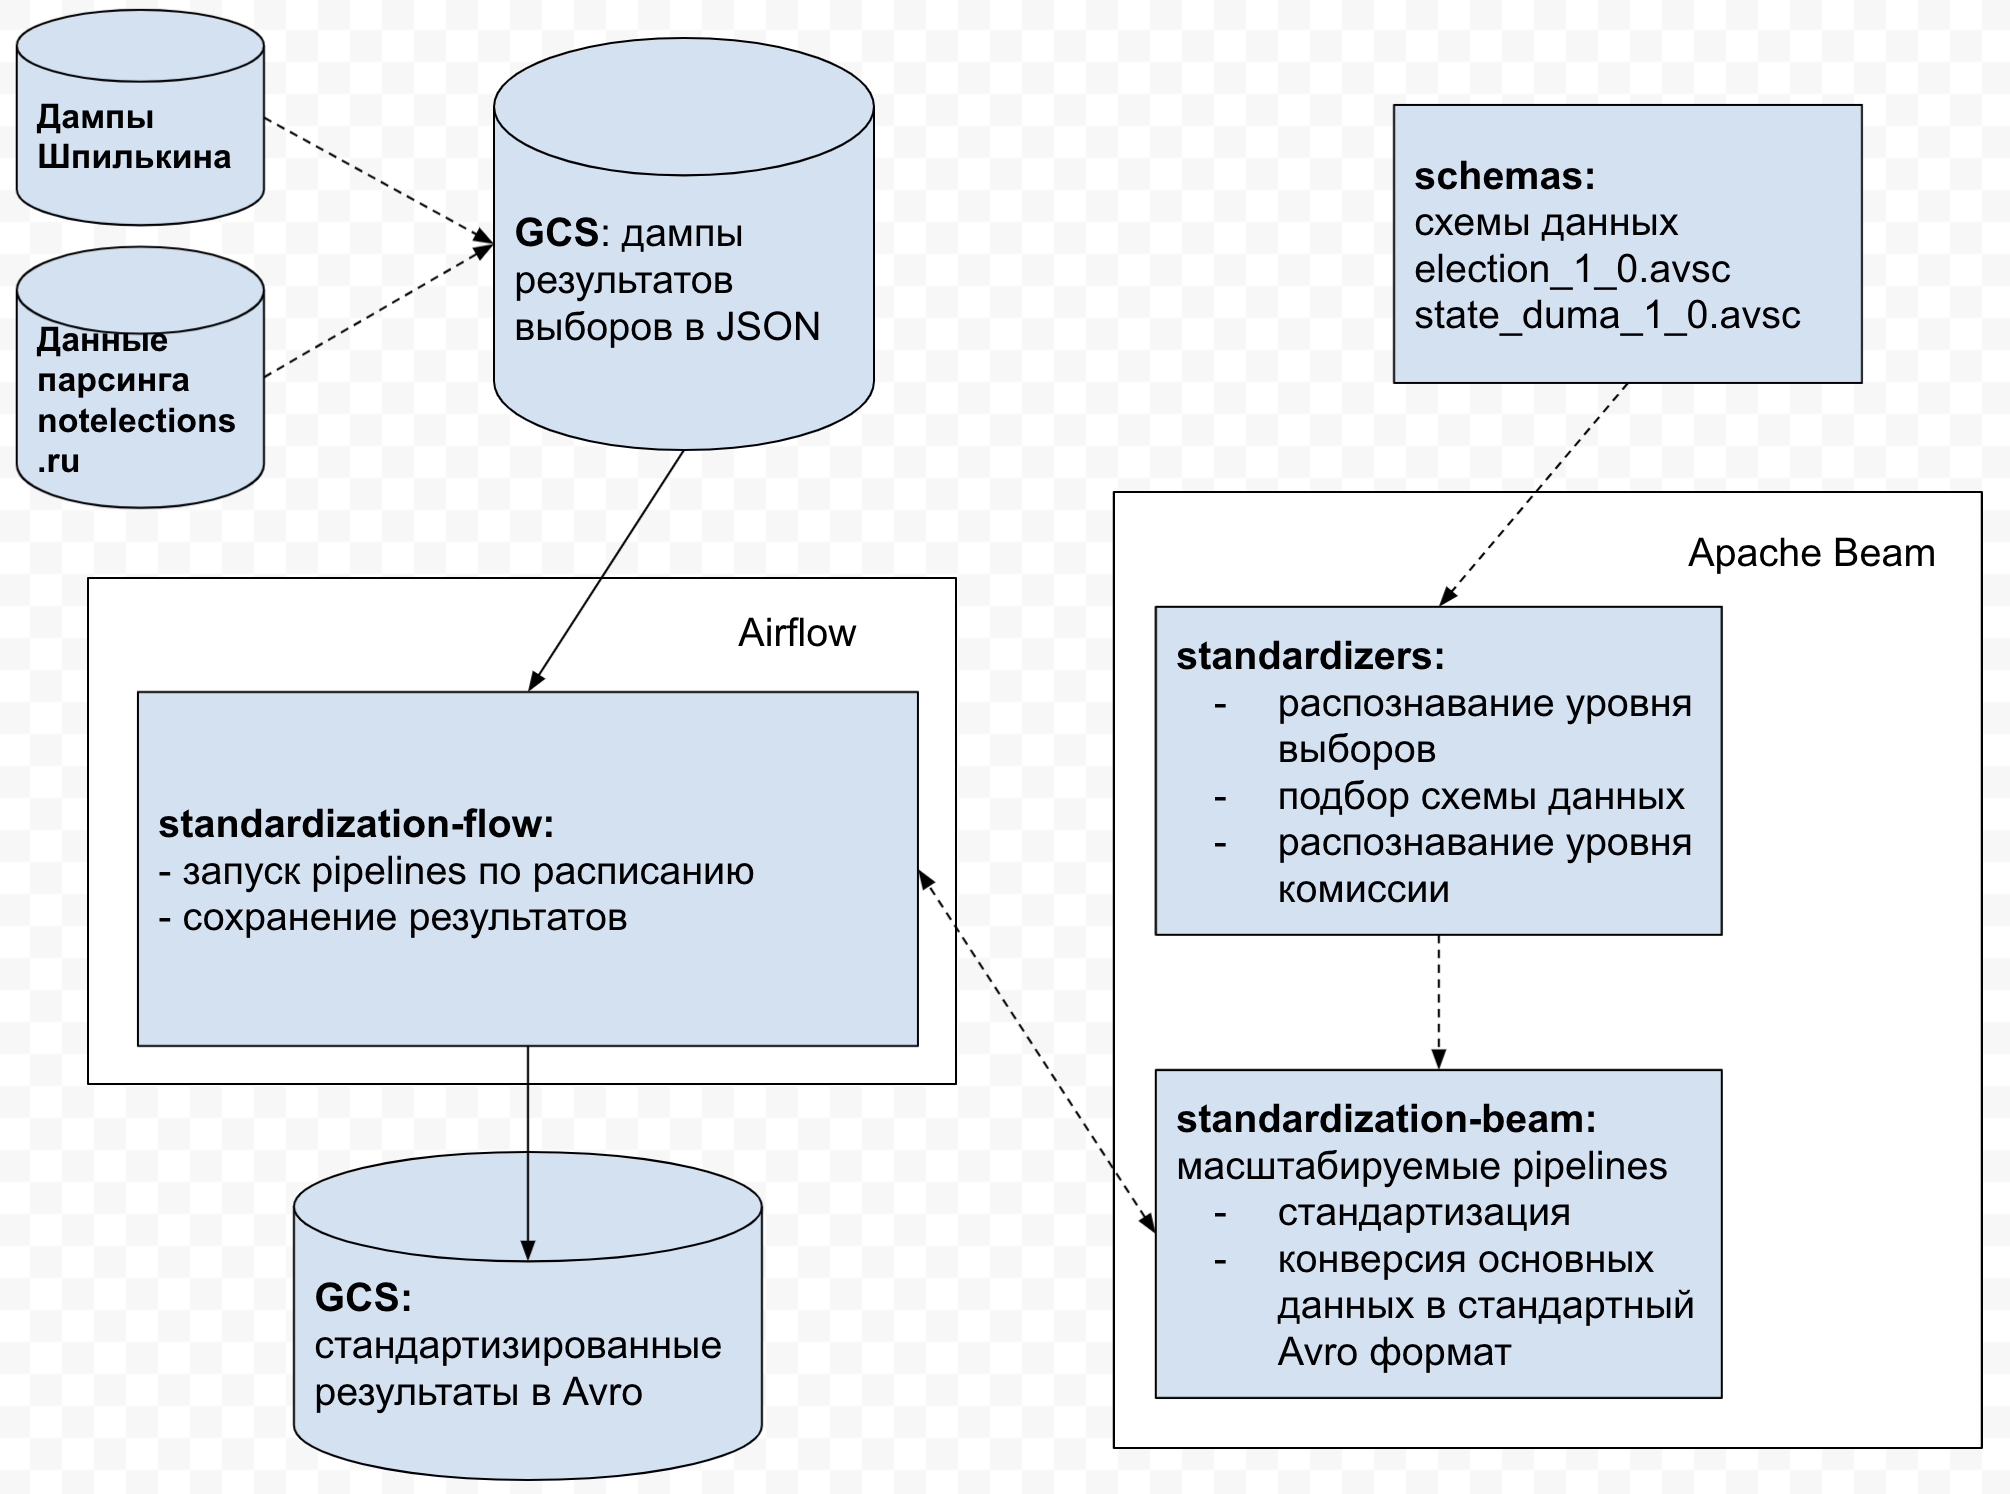 Дампы
Шпилькина
Данные
парсинга
notelections
.ru
GCS: дампы
результатов
выборов в JSON
schemas:
схемы данных
election_1_0.avsc
state_duma_1_0.avsc
Airflow
standardization-flow:
- запуск pipelines по расписанию
- сохранение результатов
Apache Beam
standardizers:
- распознавание уровня
выборов
- подбор схемы данных
- распознавание уровня
комиссии
standardization-beam:
масштабируемые pipelines
- стандартизация
- конверсия основных
данных в стандартный
Avro формат
GCS:
стандартизированные
результаты в Avro